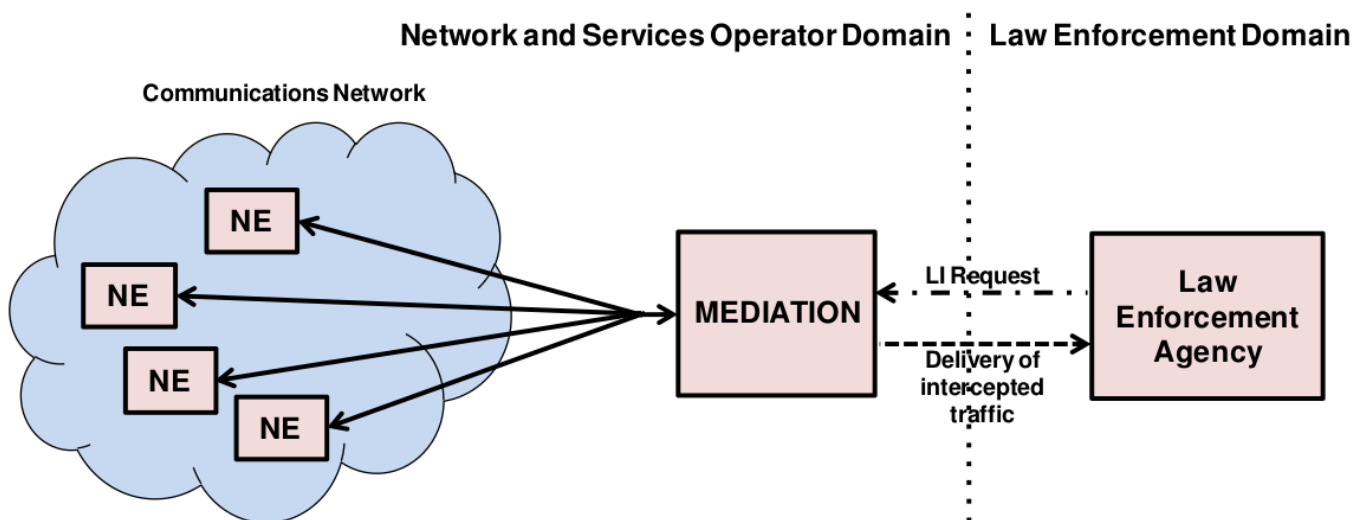 Network and Services Operator Domain
Law Enforcement Domain
Communications Network
NE
NE
NE
NE
MEDIATION
LI Request
Delivery of
intercepted
traffic
Law
Enforcement
Agency